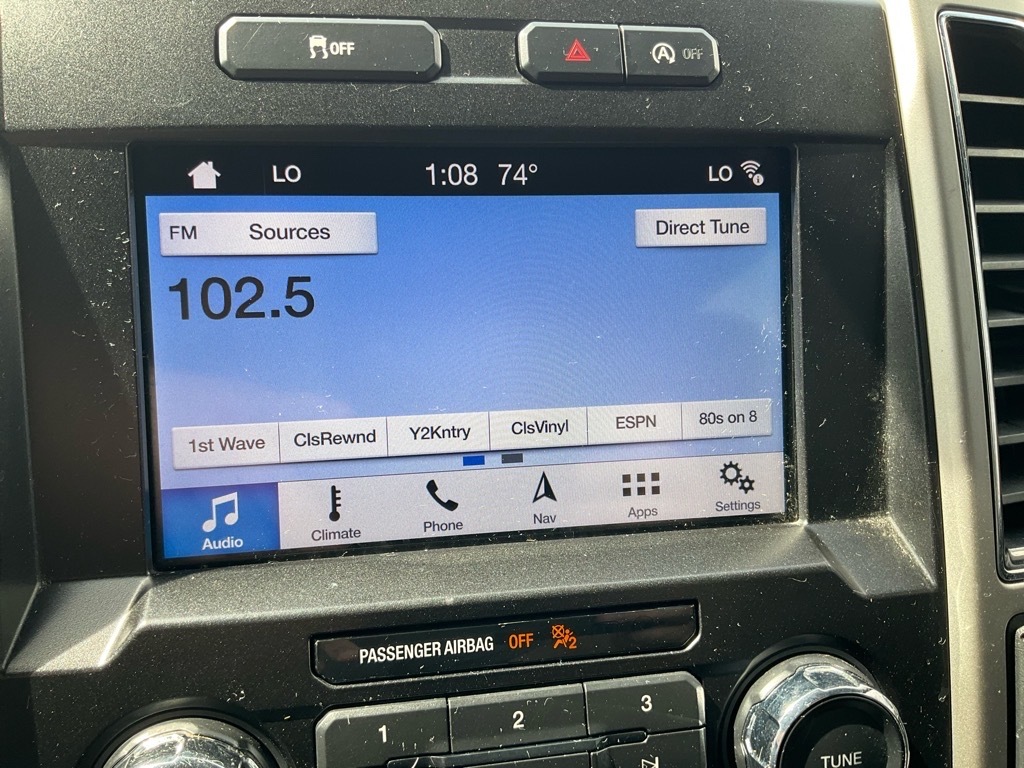 OFF
A OFF
LO 1:08 74° LO
FM Sources Direct Tune
102.5
1st Wave ClsRewnd Y2Kntry ClsVinyl ESPN 80s on 8
Audio Climate Phone Nav Apps Settings
PASSENGER AIRBAG OFF 2
1 2 3
TUNE